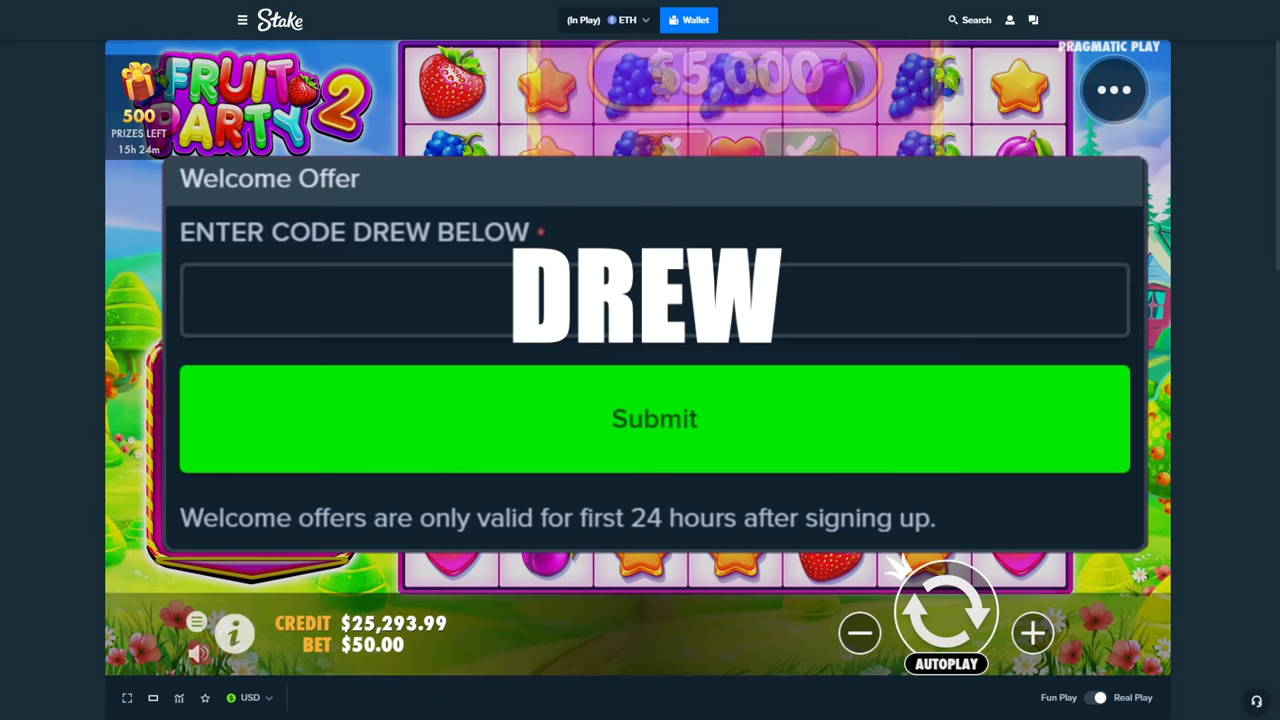 Stake
(In Play) ETH
Wallet
Search
PRAGMATIC PLAY
FRUIT PARTY 2
$5,000
500
PRIZES LEFT
15h 24m
Welcome Offer
ENTER CODE DREW BELOW *
DREW
Submit
Welcome offers are only valid for first 24 hours after signing up.
CREDIT $25,293.99
BET $50.00
AUTOPLAY
USD
Fun Play
Real Play